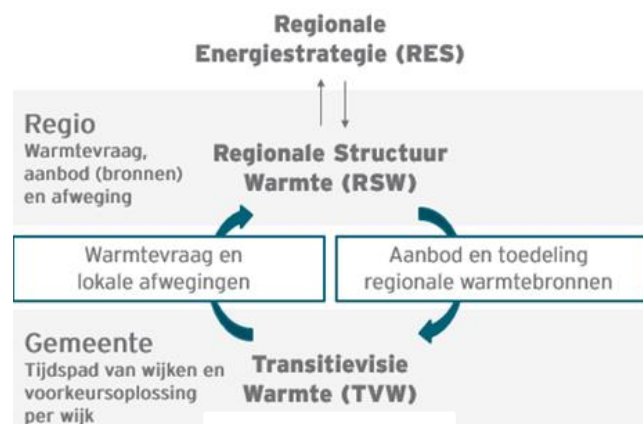 Regionale
Energiestrategie (RES)
Regio
Warmtevraag,
aanbod (bronnen)
en afweging
Regionale Structuur
Warmte (RSW)
Warmtevraag en
lokale afwegingen
Aanbod en toedeling
regionale warmtebronnen
Gemeente
Tijdspad van wijken en
voorkeursoplossing
per wijk
Transitievisie
Warmte (TVW)